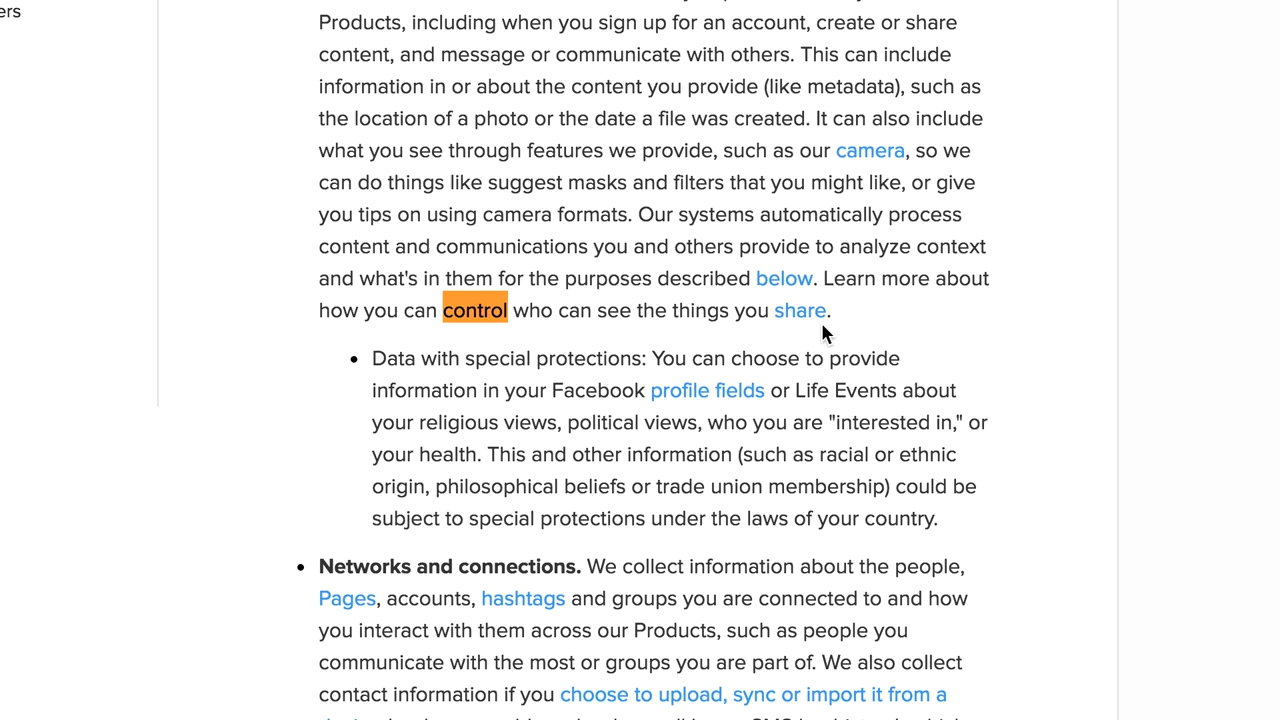 ers
Products, including when you sign up for an account, create or share
content, and message or communicate with others. This can include
information in or about the content you provide (like metadata), such as
the location of a photo or the date a file was created. It can also include
what you see through features we provide, such as our camera, so we
can do things like suggest masks and filters that you might like, or give
you tips on using camera formats. Our systems automatically process
content and communications you and others provide to analyze context
and what's in them for the purposes described below. Learn more about
how you can control who can see the things you share.
• Data with special protections: You can choose to provide
information in your Facebook profile fields or Life Events about
your religious views, political views, who you are "interested in," or
your health. This and other information (such as racial or ethnic
origin, philosophical beliefs or trade union membership) could be
subject to special protections under the laws of your country.
• Networks and connections. We collect information about the people,
Pages, accounts, hashtags and groups you are connected to and how
you interact with them across our Products, such as people you
communicate with the most or groups you are part of. We also collect
contact information if you choose to upload, sync or import it from a